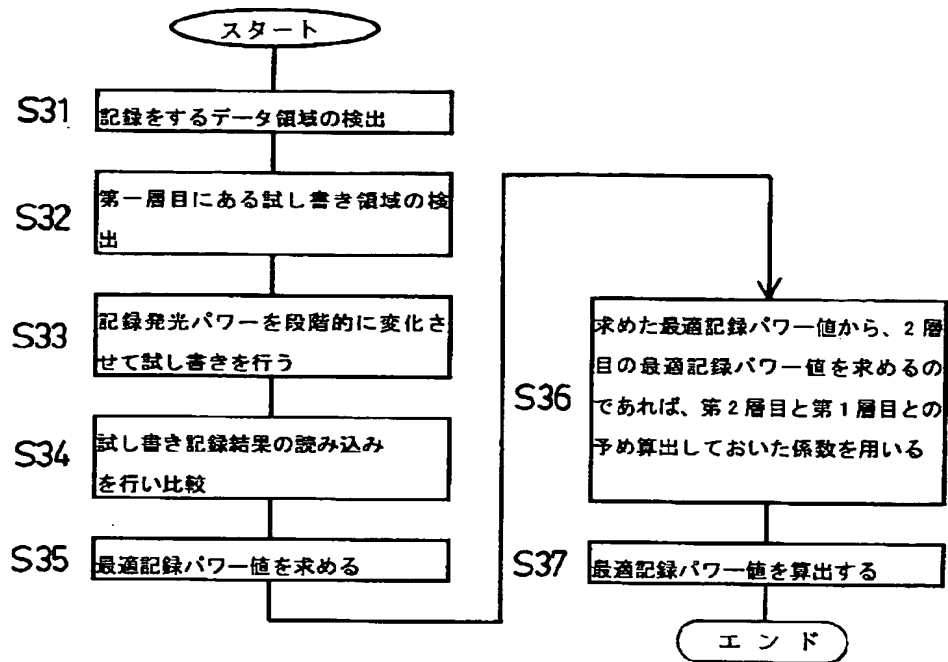 スタート
S31
記録をするデータ領域の検出
S32
第一層目にある試し書き領域の検
出
S33
記録発光パワーを段階的に変化さ
せて試し書きを行う
S34
試し書き記録結果の読み込み
を行い比較
S35
最適記録パワー値を求める
S36
求めた最適記録パワー値から、2層
目の最適記録パワー値を求めるの
であれば、第2層目と第1層目との
予め算出しておいた係数を用いる
S37
最適記録パワー値を算出する
エンド